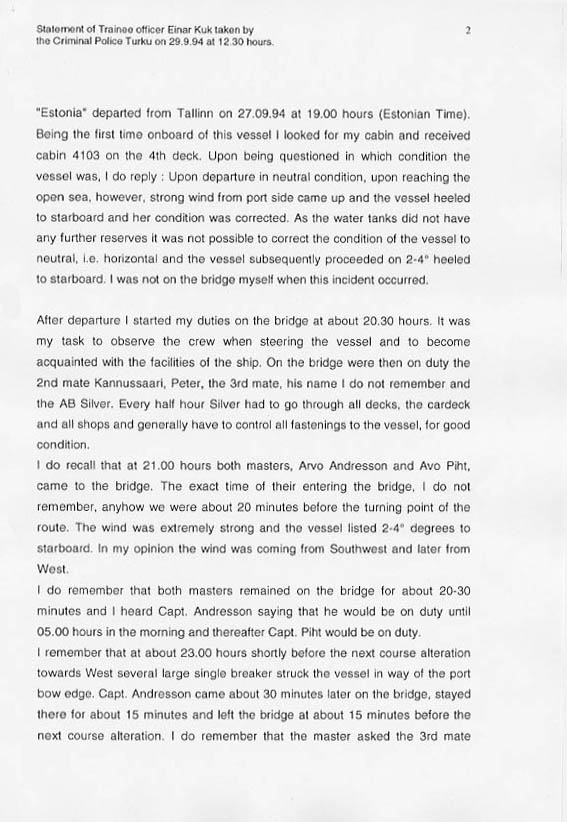 Statement of Trainee officer Einar Kuk taken by 2
the Criminal Police Turku on 29.9.94 at 12.30 hours.
"Estonia" departed from Tallinn on 27.09.94 at 19.00 hours (Estonian Time).
Being the first time onboard of this vessel I looked for my cabin and received
cabin 4103 on the 4th deck. Upon being questioned in which condition the
vessel was, I do reply : Upon departure in neutral condition, upon reaching the
open sea, however, strong wind from port side came up and the vessel heeled
to starboard and her condition was corrected. As the water tanks did not have
any further reserves it was not possible to correct the condition of the vessel to
neutral, i.e. horizontal and the vessel subsequently proceeded on 2-4° heeled
to starboard. I was not on the bridge myself when this incident occurred.
After departure I started my duties on the bridge at about 20.30 hours. It was
my task to observe the crew when steering the vessel and to become
acquainted with the facilities of the ship. On the bridge were then on duty the
2nd mate Kannussaari, Peter, the 3rd mate, his name I do not remember and
the AB Silver. Every half hour Silver had to go through all decks, the cardeck
and all shops and generally have to control all fastenings to the vessel, for good
condition.
I do recall that at 21.00 hours both masters, Arvo Andresson and Avo Piht,
came to the bridge. The exact time of their entering the bridge, I do not
remember, anyhow we were about 20 minutes before the turning point of the
route. The wind was extremely strong and the vessel listed 2-4° degrees to
starboard. In my opinion the wind was coming from Southwest and later from
West.
I do remember that both masters remained on the bridge for about 20-30
minutes and I heard Capt. Andresson saying that he would be on duty until
05.00 hours in the morning and thereafter Capt. Piht would be on duty.
I remember that at about 23.00 hours shortly before the next course alteration
towards West several large single breaker struck the vessel in way of the port
bow edge. Capt. Andresson came about 30 minutes later on the bridge, stayed
there for about 15 minutes and left the bridge at about 15 minutes before the
next course alteration. I do remember that the master asked the 3rd mate